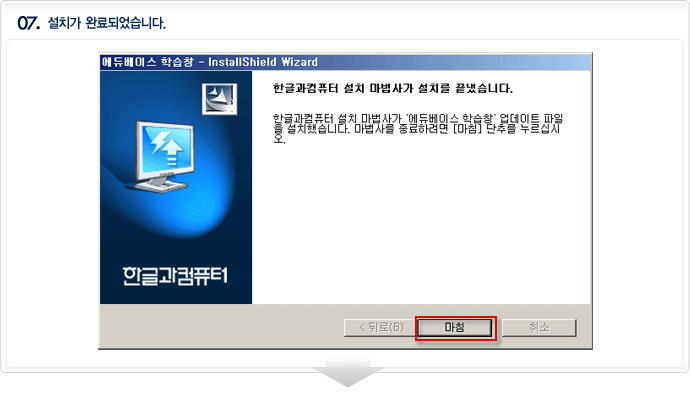 07. 설치가 완료되었습니다.
에듀베이스 학습창 - InstallShield Wizard
한글과컴퓨터 설치 마법사가 설치를 끝냈습니다.
한글과컴퓨터 설치 마법사가 '에듀베이스 학습창' 업데이트 파일
을 설치했습니다. 마법사를 종료하려면 [마침] 단추를 누르십시
오.
한글과컴퓨터
< 뒤로(B) 마침 취소